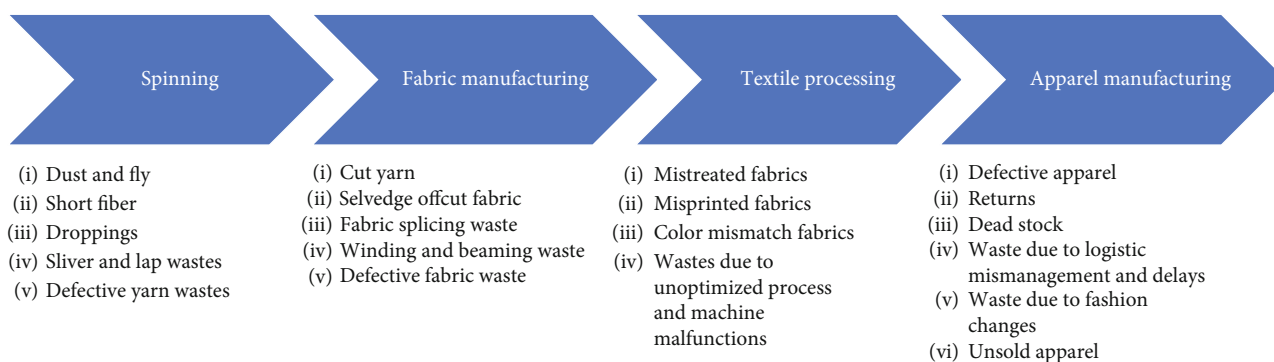 Spinning
Fabric manufacturing
Textile processing
Apparel manufacturing
(i) Dust and fly
(ii) Short fiber
(iii) Droppings
(iv) Sliver and lap wastes
(v) Defective yarn wastes
(i) Cut yarn
(ii) Selvedge offcut fabric
(iii) Fabric splicing waste
(iv) Winding and beaming waste
(v) Defective fabric waste
(i) Mistreated fabrics
(ii) Misprinted fabrics
(iii) Color mismatch fabrics
(iv) Wastes due to
unoptimized process
and machine
malfunctions
(i) Defective apparel
(ii) Returns
(iii) Dead stock
(iv) Waste due to logistic
mismanagement and delays
(v) Waste due to fashion
changes
(vi) Unsold apparel